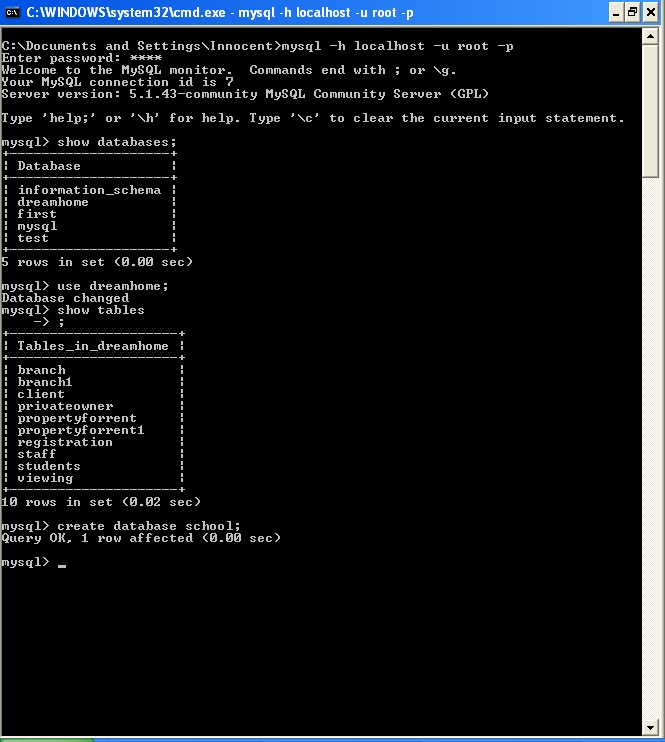 C:\WINDOWS\system32\cmd.exe - mysql -h localhost -u root -p
C:\Documents and Settings\Innocent>mysql -h localhost -u root -p
Enter password: ****
Welcome to the MySQL monitor.  Commands end with ; or \g.
Your MySQL connection id is 7
Server version: 5.1.43-community MySQL Community Server (GPL)
Type 'help;' or '\h' for help. Type '\c' to clear the current input statement.
mysql> show databases;
+--------------------+
| Database           |
+--------------------+
| information_schema |
| dreamhome          |
| first              |
| mysql              |
| test               |
+--------------------+
5 rows in set (0.00 sec)
mysql> use dreamhome;
Database changed
mysql> show tables
    -> ;
+---------------------+
| Tables_in_dreamhome |
+---------------------+
| branch              |
| branch1             |
| client              |
| privateowner        |
| propertyforrent     |
| propertyforrent1    |
| registration        |
| staff               |
| students            |
| viewing             |
+---------------------+
10 rows in set (0.02 sec)
mysql> create database school;
Query OK, 1 row affected (0.00 sec)
mysql> _